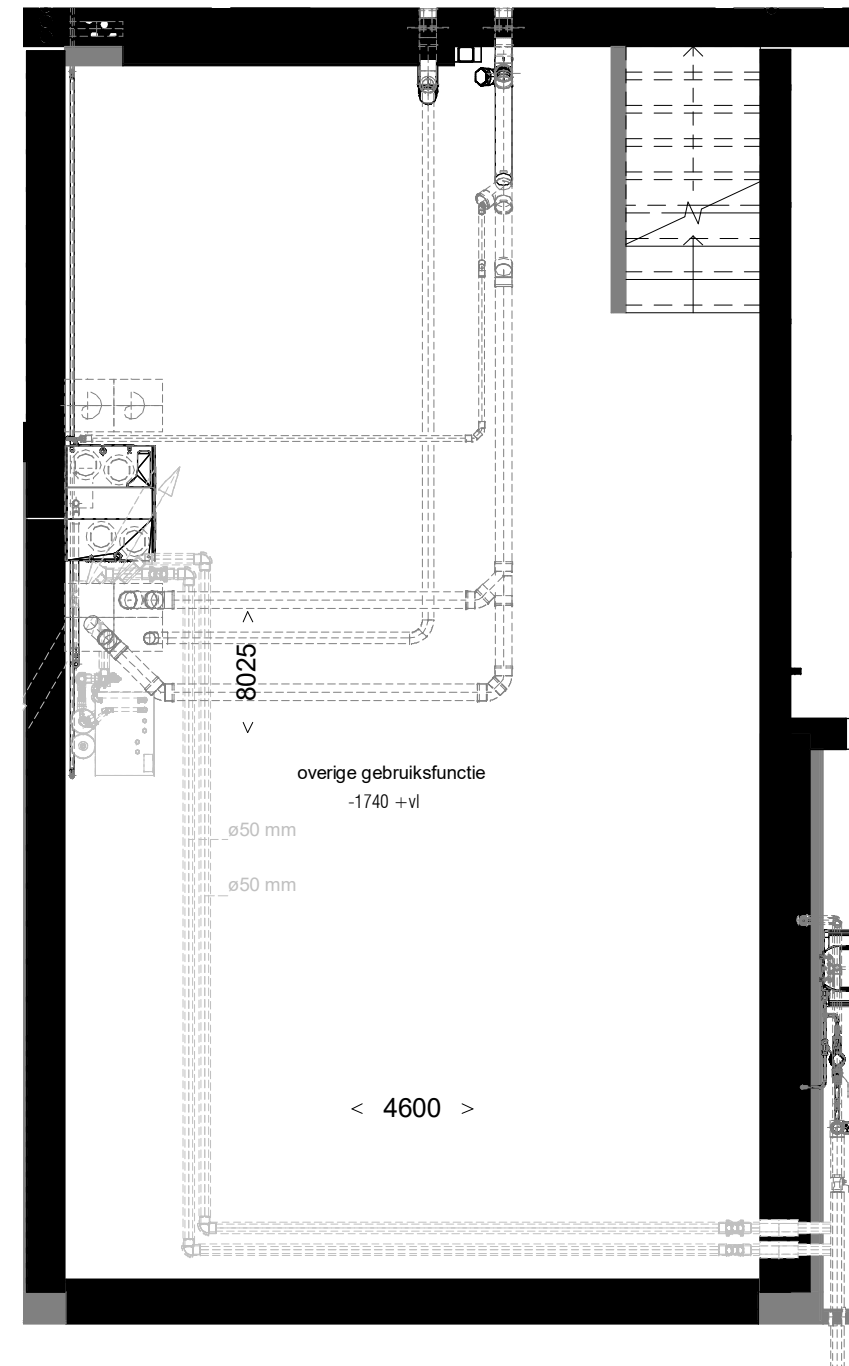 < 8025 >
overige gebruiksfunctie
-1740 +vl
ø50 mm
ø50 mm
< 4600 >